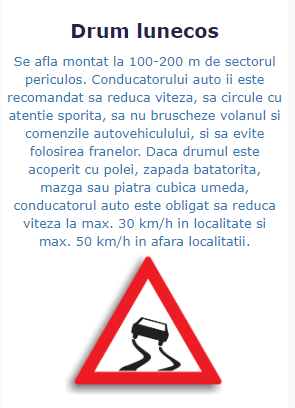 Drum lunecos
Se afla montat la 100-200 m de sectorul
periculos. Conducatorului auto ii este
recomandat sa reduca viteza, sa circule cu
atentie sporita, sa nu bruscheze volanul si
comenzile autovehiculului, si sa evite
folosirea franelor. Daca drumul este
acoperit cu polei, zapada batatorita,
mazga sau piatra cubica umeda,
conducatorul auto este obligat sa reduca
viteza la max. 30 km/h in localitate si
max. 50 km/h in afara localitatii.